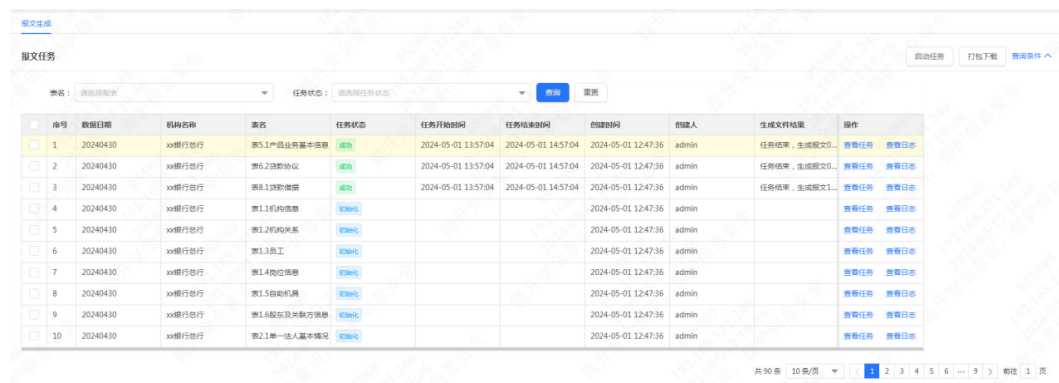 报文生成
报文任务 启动任务 打包下载 查询条件
表名： 请选择报表 任务状态： 请选择任务状态 查询 重置
序号 数据日期 机构名称 表名 任务状态 任务开始时间 任务结束时间 创建时间 创建人 生成文件结果 操作
1 20240430 xx银行总行 表5.1产品业务基本信息 成功 2024-05-01 13:57:04 2024-05-01 14:57:04 2024-05-01 12:47:36 admin 任务结束，生成报文0... 查看任务 查看日志
2 20240430 xx银行总行 表6.2贷款协议 成功 2024-05-01 13:57:04 2024-05-01 14:57:04 2024-05-01 12:47:36 admin 任务结束，生成报文0... 查看任务 查看日志
3 20240430 xx银行总行 表8.1贷款借据 成功 2024-05-01 13:57:04 2024-05-01 14:57:04 2024-05-01 12:47:36 admin 任务结束，生成报文1... 查看任务 查看日志
4 20240430 xx银行总行 表1.1机构信息 初始化 2024-05-01 12:47:36 admin 查看任务 查看日志
5 20240430 xx银行总行 表1.2机构关系 初始化 2024-05-01 12:47:36 admin 查看任务 查看日志
6 20240430 xx银行总行 表1.3员工 初始化 2024-05-01 12:47:36 admin 查看任务 查看日志
7 20240430 xx银行总行 表1.4岗位信息 初始化 2024-05-01 12:47:36 admin 查看任务 查看日志
8 20240430 xx银行总行 表1.5自助机具 初始化 2024-05-01 12:47:36 admin 查看任务 查看日志
9 20240430 xx银行总行 表1.6股东及关联方信息 初始化 2024-05-01 12:47:36 admin 查看任务 查看日志
10 20240430 xx银行总行 表2.1单一法人基本情况 初始化 2024-05-01 12:47:36 admin 查看任务 查看日志
共 90 条 10 条/页 1 2 3 4 5 6 ... 9 前往 1 页